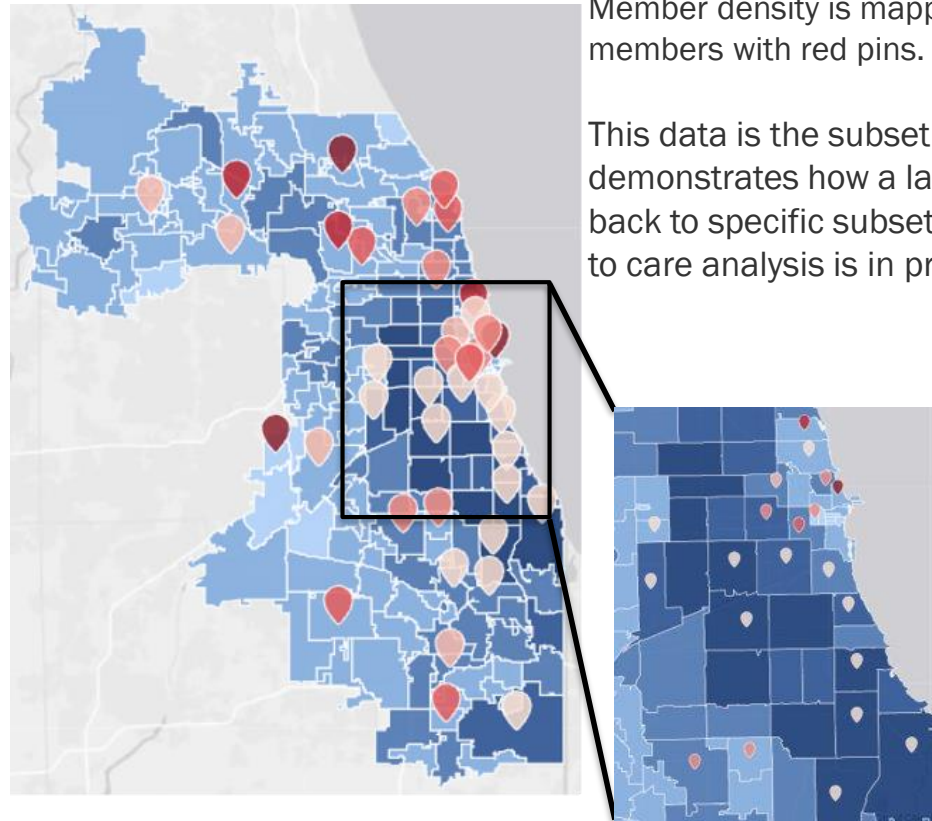 Member density is mapp
members with red pins.
This data is the subset
demonstrates how a la
back to specific subset
to care analysis is in pr